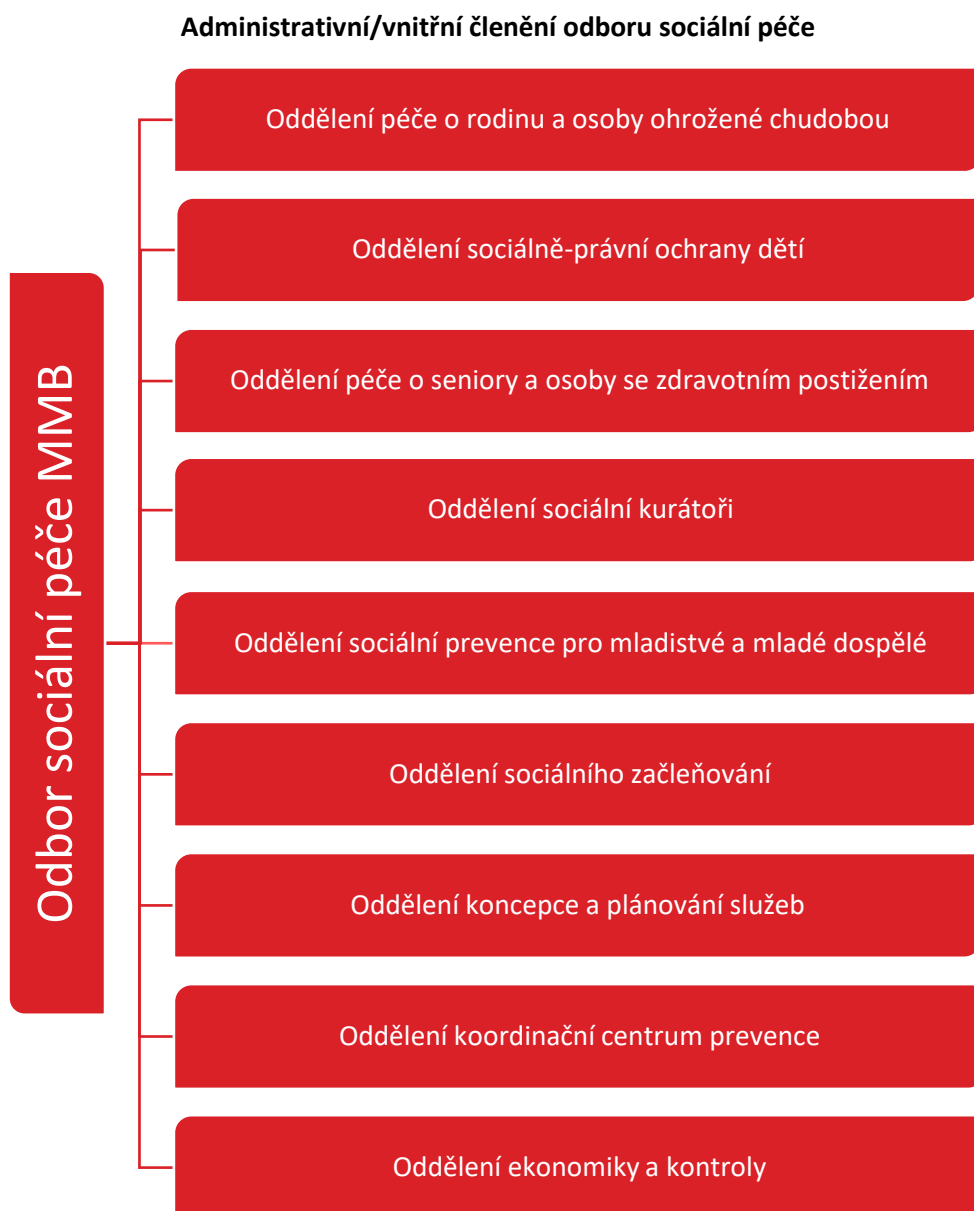 Administrativní/vnitřní členění odboru sociální péče
Odbor sociální péče MMB
Oddělení péče o rodinu a osoby ohrožené chudobou
Oddělení sociálně-právní ochrany dětí
Oddělení péče o seniory a osoby se zdravotním postižením
Oddělení sociální kurátoři
Oddělení sociální prevence pro mladistvé a mladé dospělé
Oddělení sociálního začleňování
Oddělení koncepce a plánování služeb
Oddělení koordinační centrum prevence
Oddělení ekonomiky a kontroly